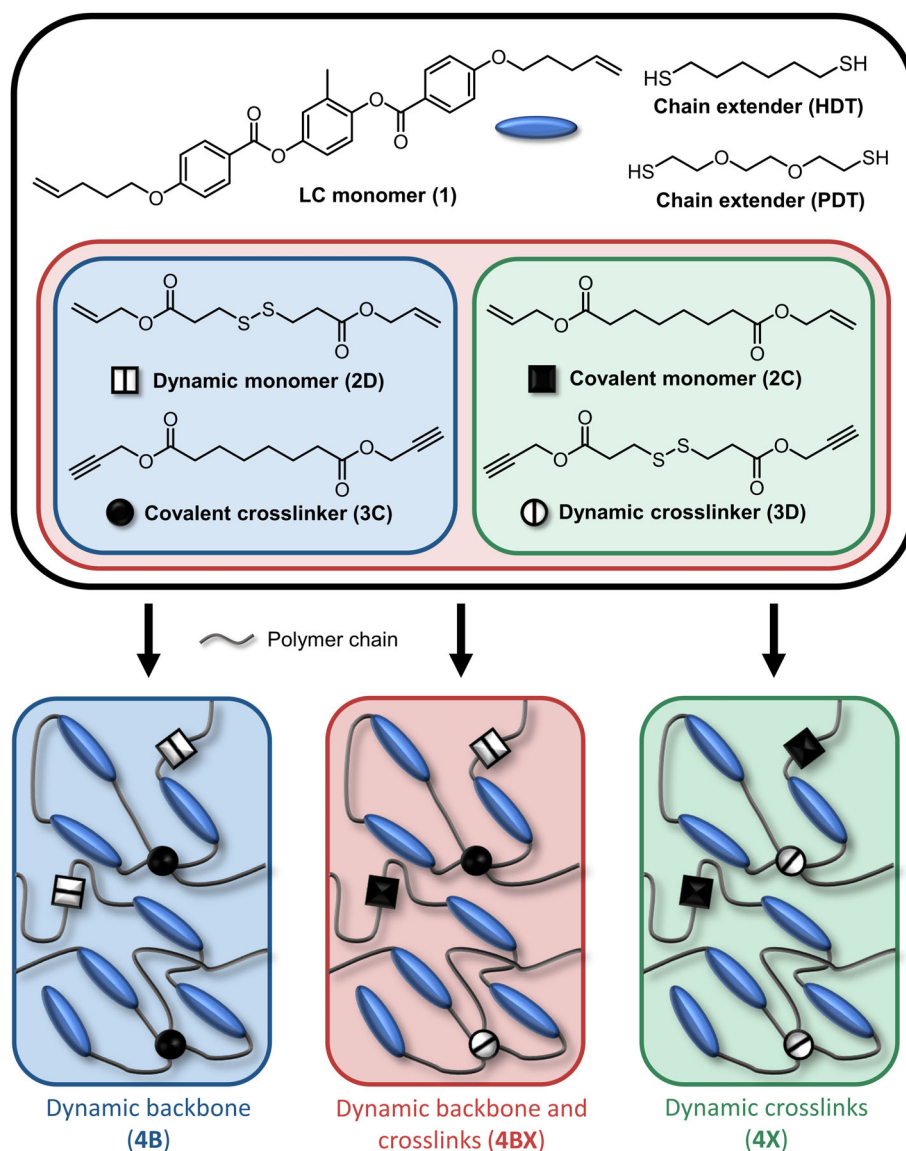 O
O
O
O
O
O
LC monomer (1)
HS
SH
Chain extender (HDT)
HS
O
O
SH
Chain extender (PDT)
O
O
S
S
O
O
Dynamic monomer (2D)
O
O
O
O
Covalent monomer (2C)
O
O
O
O
Covalent crosslinker (3C)
O
O
S
S
O
O
Dynamic crosslinker (3D)
Polymer chain
Dynamic backbone
(4B)
Dynamic backbone and
crosslinks (4BX)
Dynamic crosslinks
(4X)